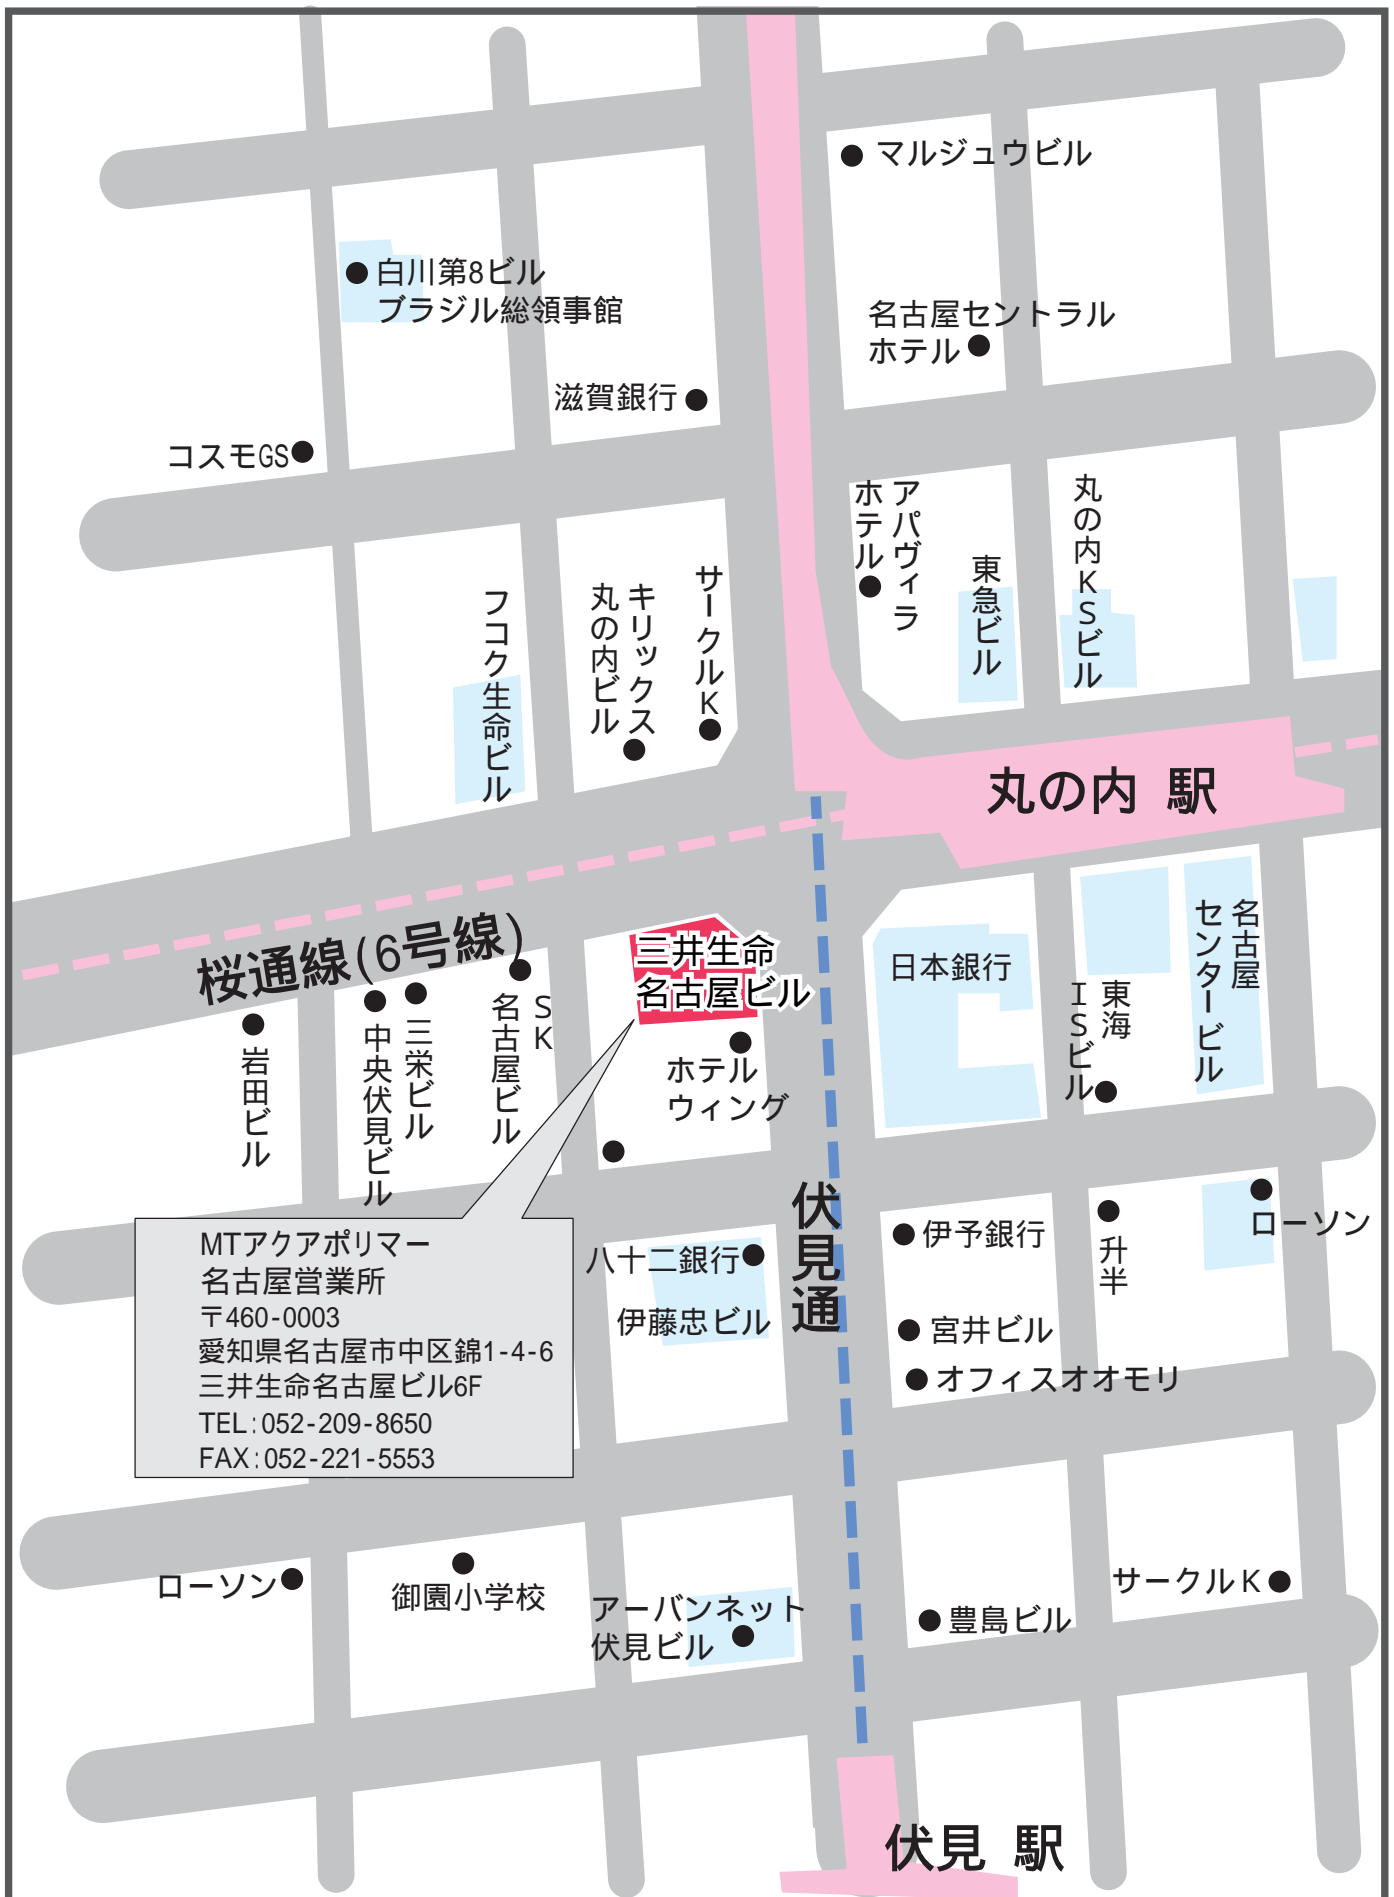 マルジュウビル
白川第8ビル
ブラジル総領事館
名古屋セントラル
ホテル
滋賀銀行
コスモGS
アパヴィラ
ホテル
丸の内KSビル
東急ビル
サークルK
キリックス
丸の内ビル
フコク生命ビル
丸の内 駅
桜通線(6号線)
三井生命
名古屋ビル
日本銀行
名古屋
センタービル
東海
ISビル
SK
名古屋ビル
三栄ビル
中央伏見ビル
岩田ビル
ホテル
ウィング
伏見通
MTアクアポリマー
名古屋営業所
〒460-0003
愛知県名古屋市中区錦1-4-6
三井生命名古屋ビル6F
TEL:052-209-8650
FAX:052-221-5553
八十二銀行
伊藤忠ビル
伊予銀行
升半
ローソン
宮井ビル
オフィスオオモリ
ローソン
御園小学校
アーバンネット
伏見ビル
豊島ビル
サークルK
伏見 駅